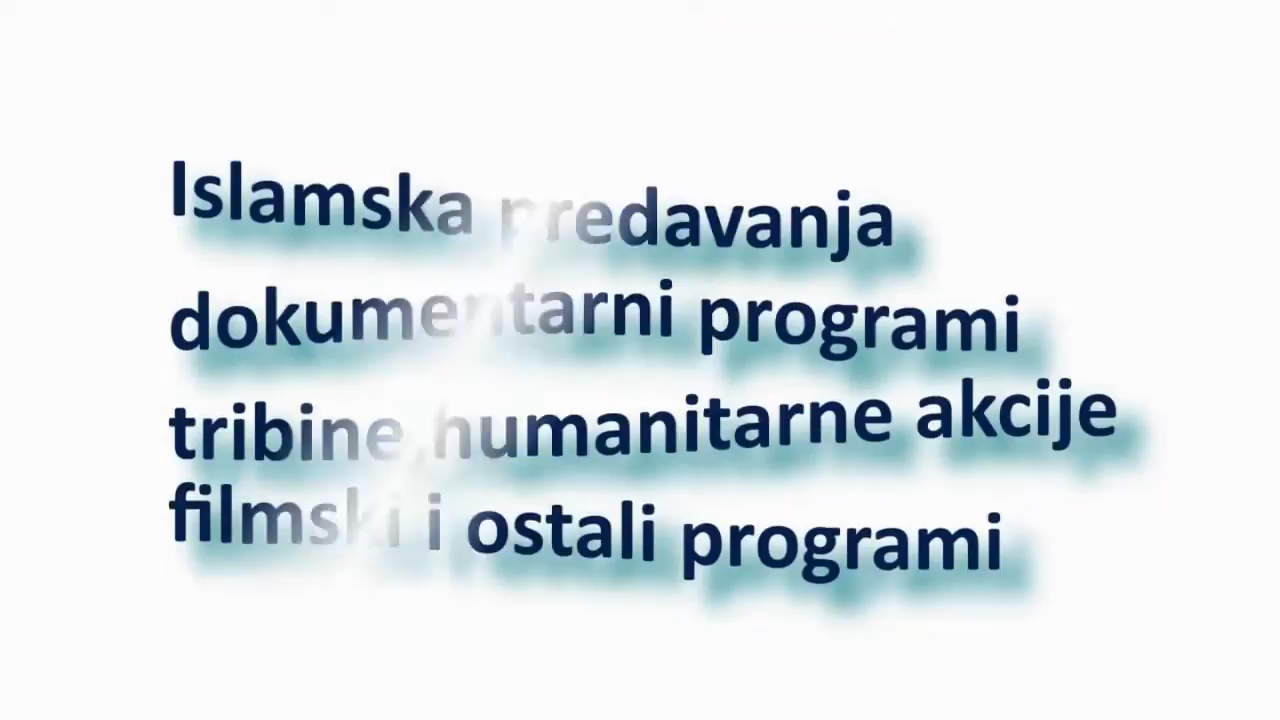 Islamska predavanja
dokumentarni programi
tribine humanitarne akcije
filmski i ostali programi